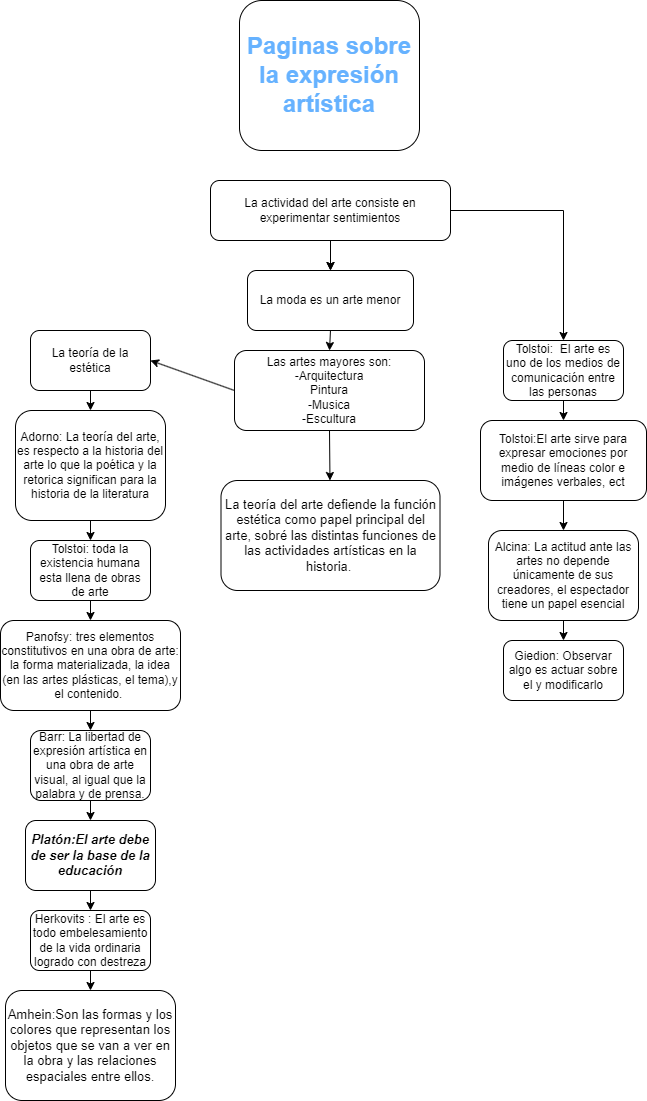 Paginas sobre
la expresión
artística
La actividad del arte consiste en
experimentar sentimientos
La moda es un arte menor
Las artes mayores son:
-Arquitectura
Pintura
-Musica
-Escultura
La teoría del arte defiende la función
estética como papel principal del
arte, sobré las distintas funciones de
las actividades artísticas en la
historia.
La teoría de la
estética
Adorno: La teoría del arte,
es respecto a la historia del
arte lo que la poética y la
retorica significan para la
historia de la literatura
Tolstoi: toda la
existencia humana
esta llena de obras
de arte
Panofsy: tres elementos
constitutivos en una obra de arte:
la forma materializada, la idea
(en las artes plásticas, el tema),y
el contenido.
Barr: La libertad de
expresión artística en
una obra de arte
visual, al igual que la
palabra y de prensa.
Platón:El arte debe
de ser la base de la
educación
Herkovits : El arte es
todo embelesamiento
de la vida ordinaria
logrado con destreza
Amhein:Son las formas y los
colores que representan los
objetos que se van a ver en
la obra y las relaciones
espaciales entre ellos.
Tolstoi:  El arte es
uno de los medios de
comunicación entre
las personas
Tolstoi:El arte sirve para
expresar emociones por
medio de líneas color e
imágenes verbales, ect
Alcina: La actitud ante las
artes no depende
únicamente de sus
creadores, el espectador
tiene un papel esencial
Giedion: Observar
algo es actuar sobre
el y modificarlo